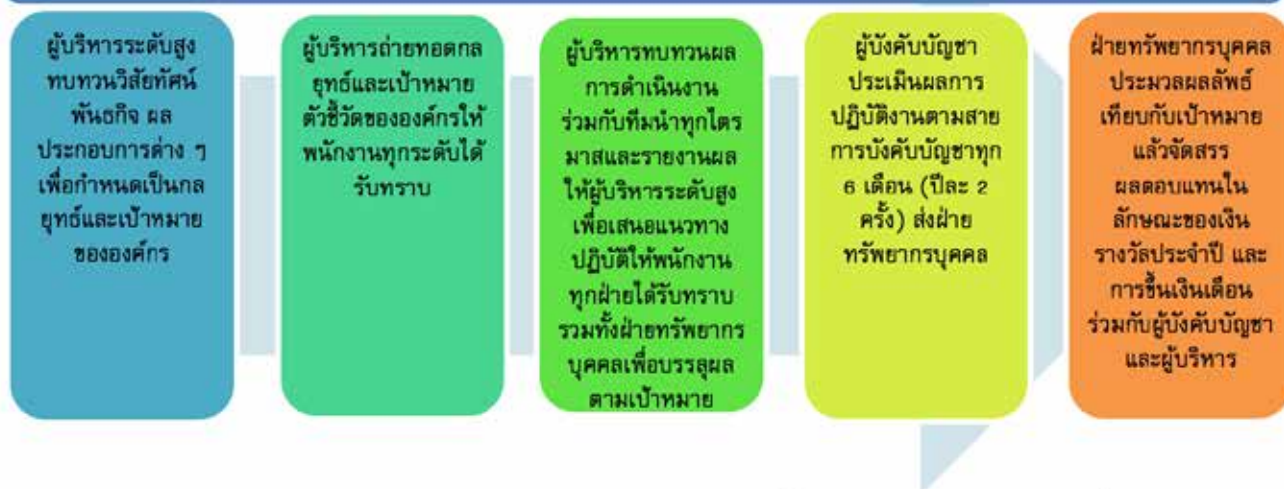 ผู้บริหารระดับสูง
ทบทวนวิสัยทัศน์
พันธกิจ ผล
ประกอบการต่าง ๆ
เพื่อกำหนดเป็นกล
ยุทธ์และเป้าหมาย
ขององค์กร
ผู้บริหารถ่ายทอดกล
ยุทธ์และเป้าหมาย
ตัวชี้วัดขององค์กรให้
พนักงานทุกระดับได้
รับทราบ
ผู้บริหารทบทวนผล
การดำเนินงาน
ร่วมกับทีมนำทุกไตร
มาสและรายงานผล
ให้ผู้บริหารระดับสูง
เพื่อเสนอแนวทาง
ปฏิบัติให้พนักงาน
ทุกฝ่ายได้รับทราบ
รวมทั้งฝ่ายทรัพยากร
บุคคลเพื่อบรรลุผล
ตามเป้าหมาย
ผู้บังคับบัญชา
ประเมินผลการ
ปฏิบัติงานตามสาย
การบังคับบัญชาทุก
6 เดือน (ปีละ 2
ครั้ง) ส่งฝ่าย
ทรัพยากรบุคคล
ฝ่ายทรัพยากรบุคคล
ประมวลผลลัพธ์
เทียบกับเป้าหมาย
แล้วจัดสรร
ผลตอบแทนใน
ลักษณะของเงิน
รางวัลประจำปี และ
การขึ้นเงินเดือน
ร่วมกับผู้บังคับบัญชา
และผู้บริหาร